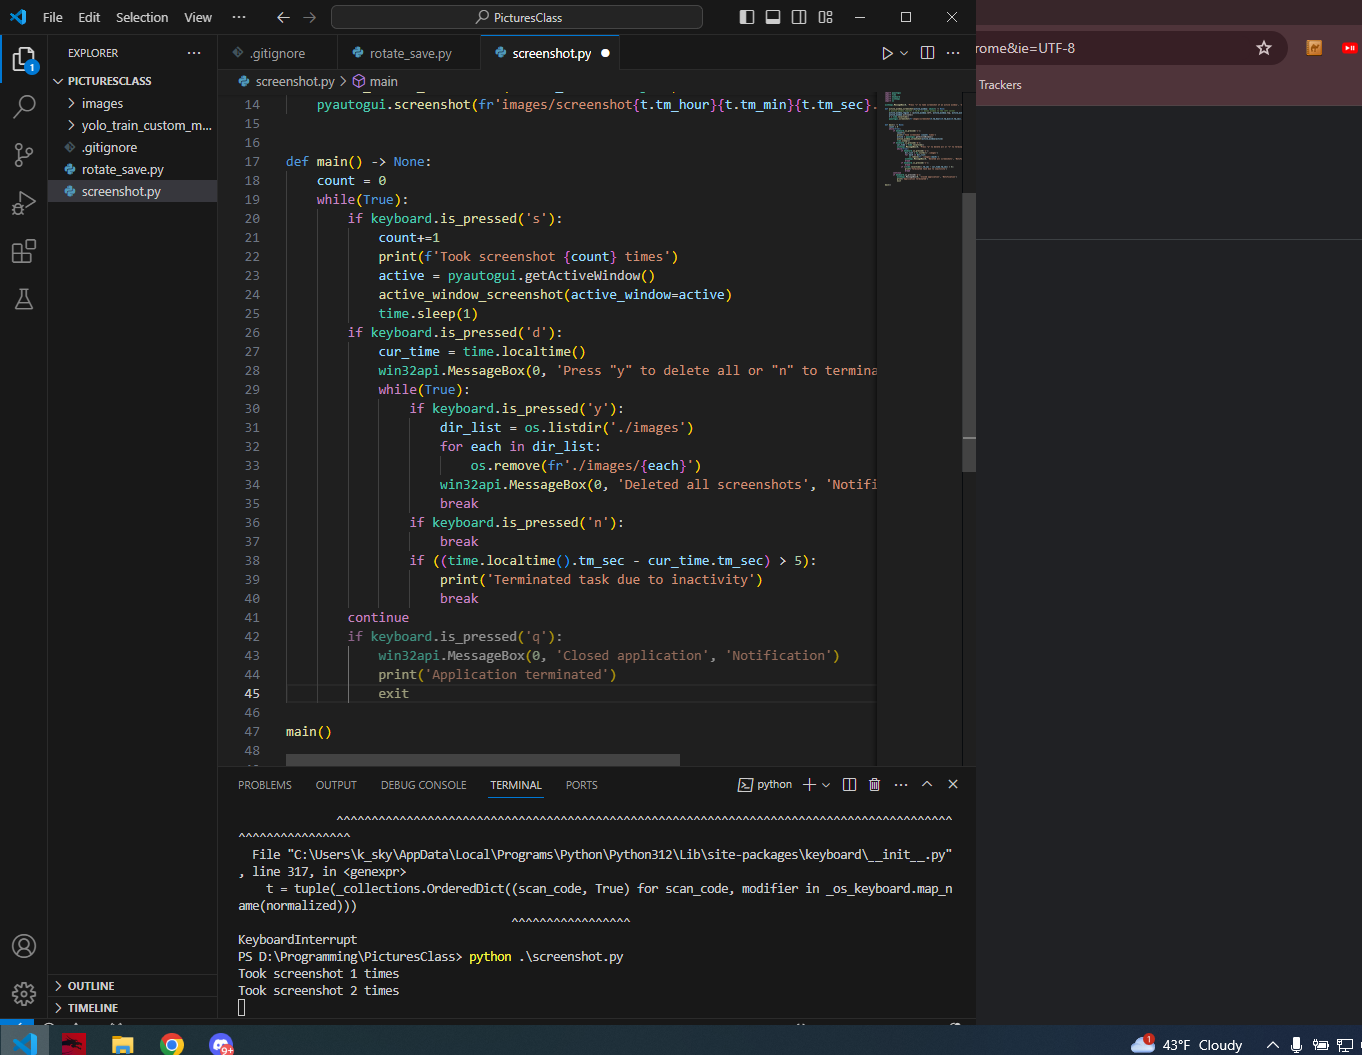 File Edit Selection View ··· PicturesClass
rome&ie=UTF-8
Trackers
EXPLORER ···
PICTURESCLASS
images
yolo_train_custom_m...
.gitignore
rotate_save.py
screenshot.py
OUTLINE
TIMELINE
1
.gitignore rotate_save.py screenshot.py
screenshot.py > main
14 pyautogui.screenshot(fr'images/screenshot{t.tm_hour}{t.tm_min}{t.tm_sec}.
15
16
17 def main() -> None:
18 count = 0
19 while(True):
20 if keyboard.is_pressed('s'):
21 count+=1
22 print(f'Took screenshot {count} times')
23 active = pyautogui.getActiveWindow()
24 active_window_screenshot(active_window=active)
25 time.sleep(1)
26 if keyboard.is_pressed('d'):
27 cur_time = time.localtime()
28 win32api.MessageBox(0, 'Press "y" to delete all or "n" to termina
29 while(True):
30 if keyboard.is_pressed('y'):
31 dir_list = os.listdir('./images')
32 for each in dir_list:
33 os.remove(fr'./images/{each}')
34 win32api.MessageBox(0, 'Deleted all screenshots', 'Notifi
35 break
36 if keyboard.is_pressed('n'):
37 break
38 if ((time.localtime().tm_sec - cur_time.tm_sec) > 5):
39 print('Terminated task due to inactivity')
40 break
41 continue
42 if keyboard.is_pressed('q'):
43 win32api.MessageBox(0, 'Closed application', 'Notification')
44 print('Application terminated')
45 exit
46
47 main()
48
PROBLEMS OUTPUT DEBUG CONSOLE TERMINAL PORTS python
^^^^^^^^^^^^^^^^^^^^^^^^^^^^^^^^^^^^^^^^^^^^^^^^^^^^^^^^^^^^^^^^^^^^^^^^^^^^^^^^
^^^^^^^^^^^^^^^^
File "C:\Users\k_sky\AppData\Local\Programs\Python\Python312\Lib\site-packages\keyboard\__init__.py"
, line 317, in <genexpr>
t = tuple(_collections.OrderedDict((scan_code, True) for scan_code, modifier in _os_keyboard.map_n
ame(normalized)))
^^^^^^^^^^^^^^^^^
KeyboardInterrupt
PS D:\Programming\PicturesClass> python .\screenshot.py
Took screenshot 1 times
Took screenshot 2 times
9+
1
43°F Cloudy